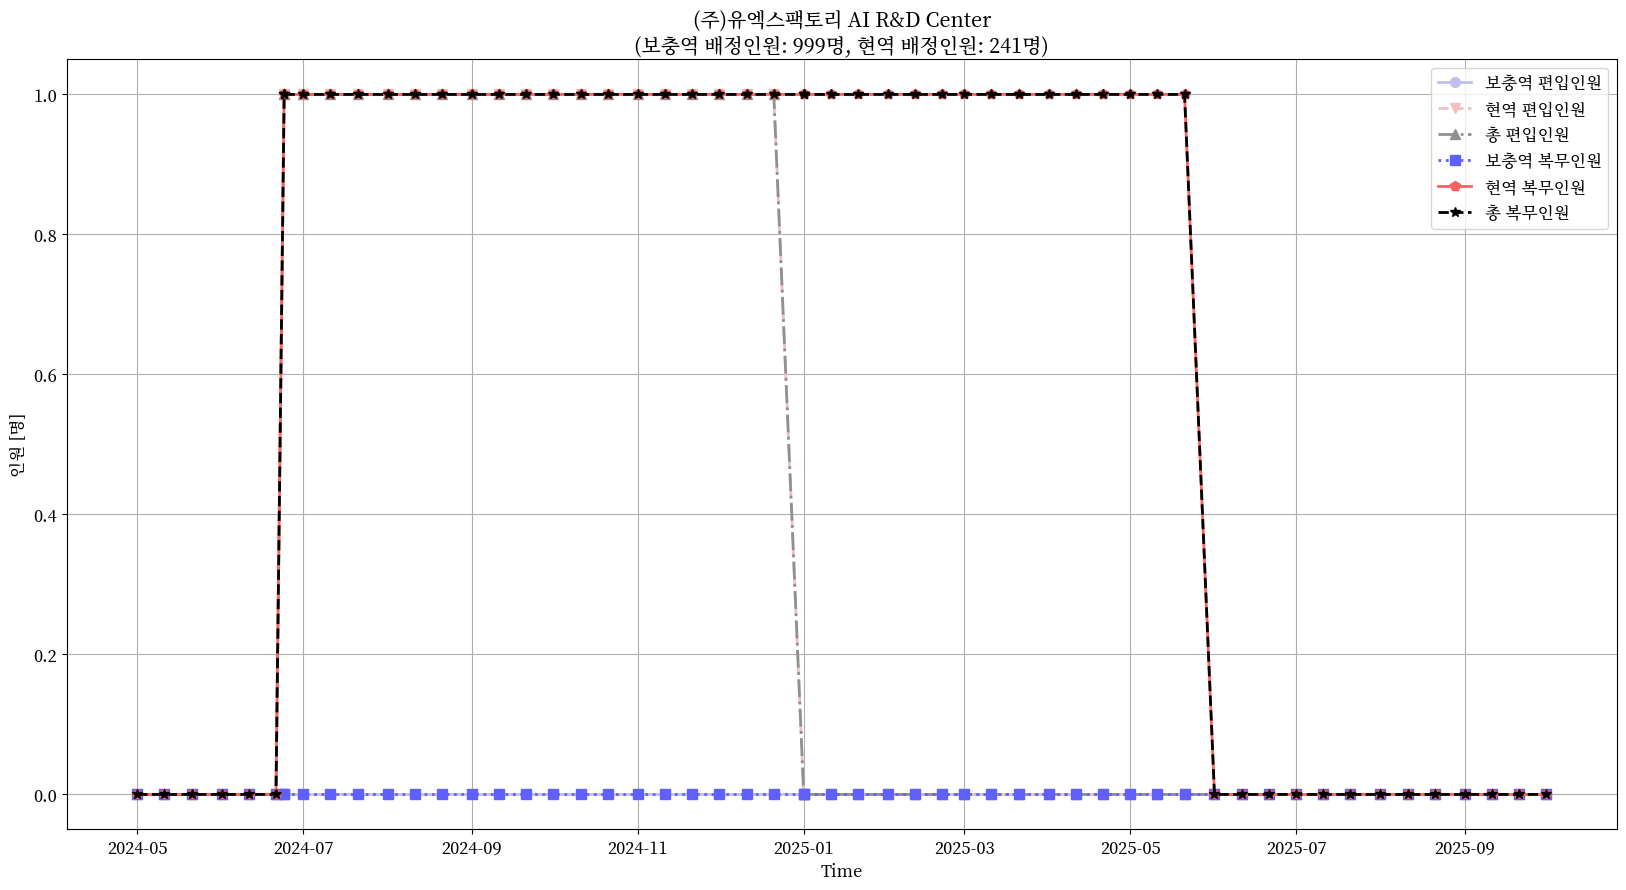 (주)유엑스팩토리 AI R&D Center
(보충역 배정인원: 999명, 현역 배정인원: 241명)
1.0
0.8
0.6
0.4
0.2
0.0
인원 [명]
보충역 편입인원
현역 편입인원
총 편입인원
보충역 복무인원
현역 복무인원
총 복무인원
2024-05 2024-07 2024-09 2024-11 2025-01 2025-03 2025-05 2025-07 2025-09
Time